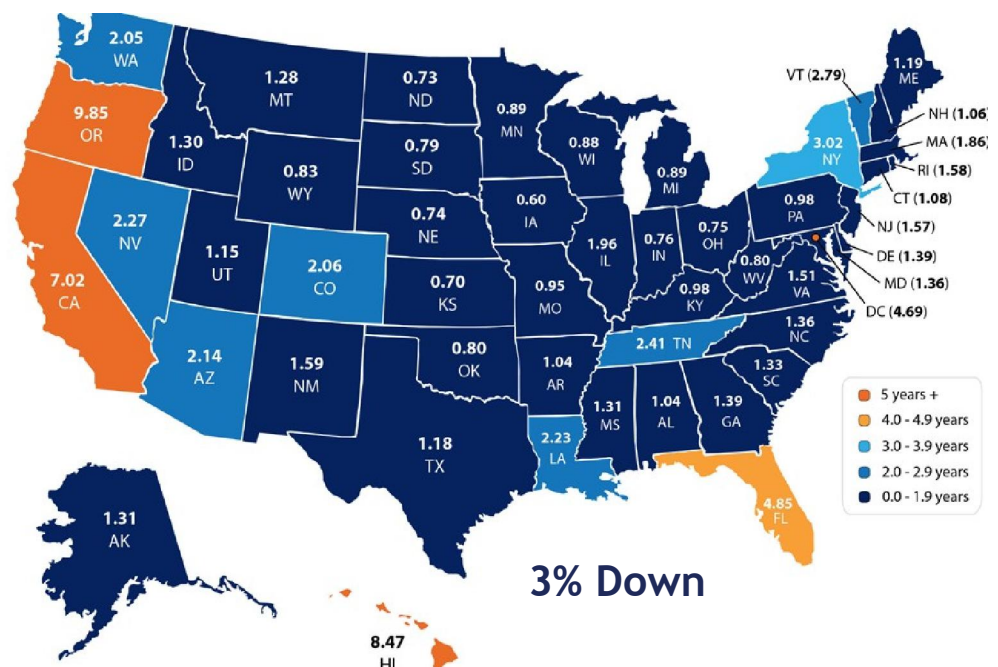 2.05
WA
9.85
OR
7.02
CA
2.27
NV
1.30
ID
1.28
MT
0.83
WY
1.15
UT
2.06
CO
2.14
AZ
1.59
NM
0.73
ND
0.79
SD
0.74
NE
0.70
KS
0.80
OK
1.18
TX
0.89
MN
0.60
IA
0.95
MO
1.04
AR
2.23
LA
0.88
WI
1.96
IL
0.89
MI
0.76
IN
0.75
OH
0.98
KY
2.41 TN
1.31
MS
1.04
AL
1.39
GA
4.85
FL
1.33
SC
1.36
NC
1.51
VA
0.80
WV
0.98
PA
3.02
NY
VT (2.79)
1.19
ME
NH (1.06)
MA (1.86)
RI (1.58)
CT (1.08)
NJ (1.57)
DE (1.39)
MD (1.36)
DC (4.69)
5 years +
4.0 - 4.9 years
3.0 - 3.9 years
2.0 - 2.9 years
0.0 - 1.9 years
1.31
AK
8.47
HI
3% Down